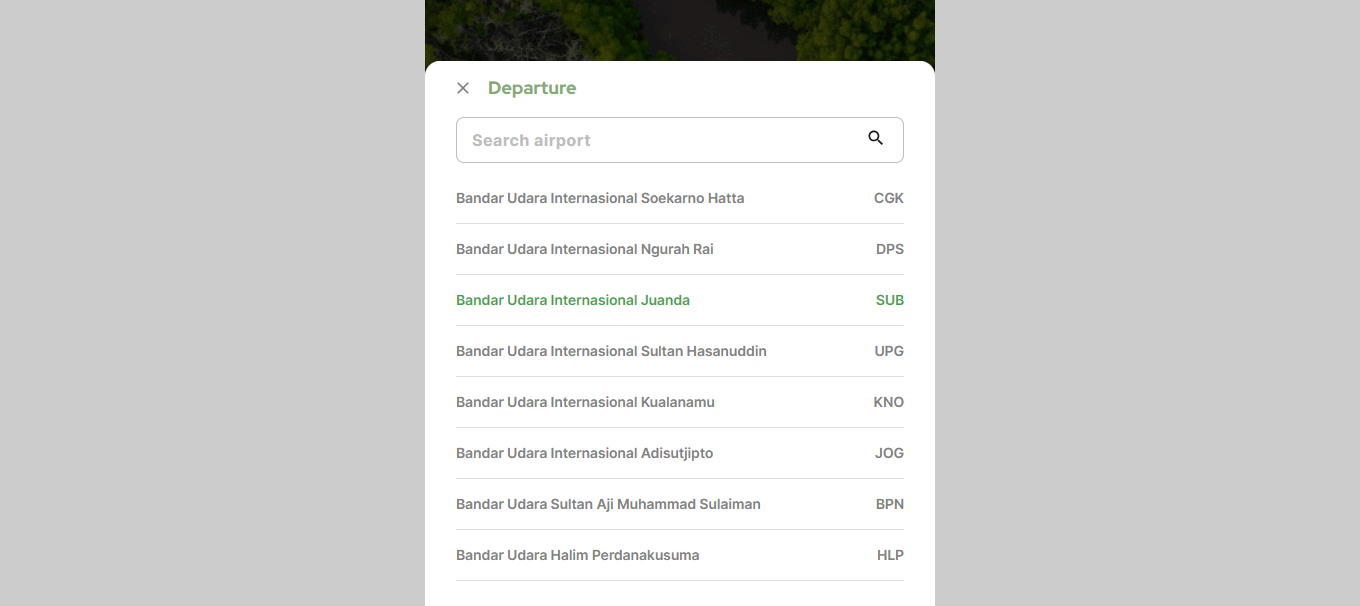 Departure
Search airport
Bandar Udara Internasional Soekarno Hatta CGK
Bandar Udara Internasional Ngurah Rai DPS
Bandar Udara Internasional Juanda SUB
Bandar Udara Internasional Sultan Hasanuddin UPG
Bandar Udara Internasional Kualanamu KNO
Bandar Udara Internasional Adisutjipto JOG
Bandar Udara Sultan Aji Muhammad Sulaiman BPN
Bandar Udara Halim Perdanakusuma HLP